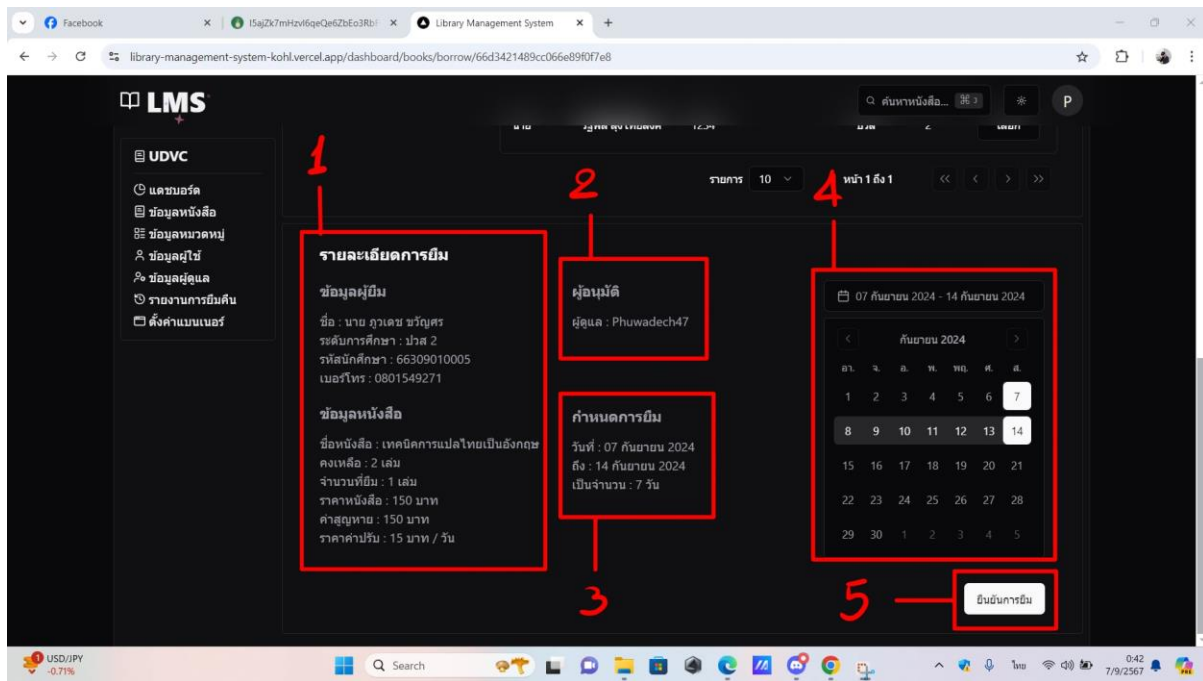 Facebook
I5ajZk7mHzvI6qeQe6ZbEo3RbF
Library Management System
library-management-system-kohl.vercel.app/dashboard/books/borrow/66d3421489cc066e89f0f7e8
LMS
ค้นหาหนังสือ...
P
1234
ปวส 2 เลือก
UDVC
แดชบอร์ด
ข้อมูลหนังสือ
ข้อมูลหมวดหมู่
ข้อมูลผู้ใช้
ข้อมูลผู้ดูแล
รายงานการยืมคืน
ตั้งค่าแบนเนอร์
รายการ 10 หน้า 1 ถึง 1
1
2
4
รายละเอียดการยืม
ข้อมูลผู้ยืม
ชื่อ : นาย ภูวเดช ขวัญศร
ระดับการศึกษา : ปวส 2
รหัสนักศึกษา : 66309010005
เบอร์โทร : 0801549271
ข้อมูลหนังสือ
ชื่อหนังสือ : เทคนิคการแปลไทยเป็นอังกฤษ
คงเหลือ : 2 เล่ม
จำนวนที่ยืม : 1 เล่ม
ราคาหนังสือ : 150 บาท
ค่าสูญหาย : 150 บาท
ราคาค่าปรับ : 15 บาท / วัน
ผู้อนุมัติ
ผู้ดูแล : Phuwadech47
กำหนดการยืม
วันที่ : 07 กันยายน 2024
ถึง : 14 กันยายน 2024
เป็นจำนวน : 7 วัน
3
07 กันยายน 2024 - 14 กันยายน 2024
กันยายน 2024
อา. จ. อ. พ. พฤ. ศ. ส.
1 2 3 4 5 6 7
8 9 10 11 12 13 14
15 16 17 18 19 20 21
22 23 24 25 26 27 28
29 30 1 2 3 4 5
5
ยืนยันการยืม
USD/JPY
-0.71%
Search
ไทย
0:42
7/9/2567